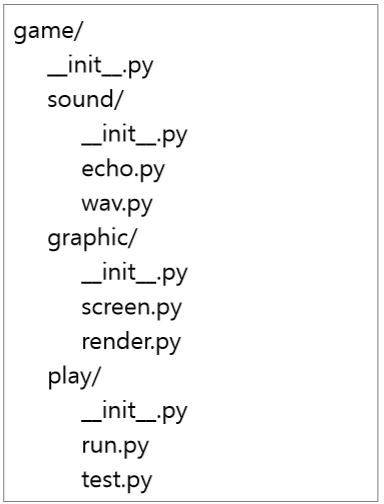 game/
__init__.py
sound/
__init__.py
echo.py
wav.py
graphic/
__init__.py
screen.py
render.py
play/
__init__.py
run.py
test.py